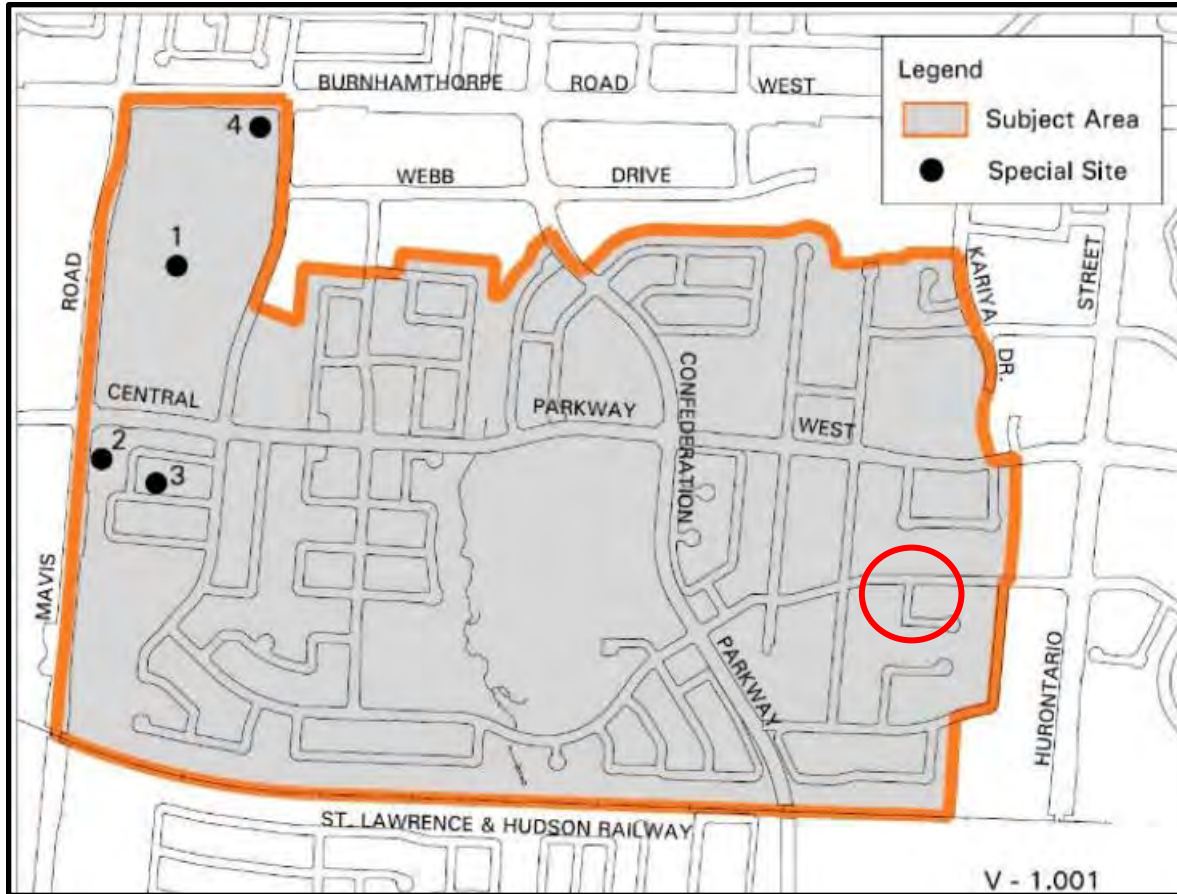 BURNHAMTHORPE ROAD WEST
Legend
Subject Area
Special Site
4
WEBB DRIVE
1
ROAD
KARIYA DR.
STREET
CENTRAL PARKWAY WEST
CONFEDERATION PARKWAY
2
3
MAVIS
HURONTARIO
ST. LAWRENCE & HUDSON RAILWAY
V - 1.001